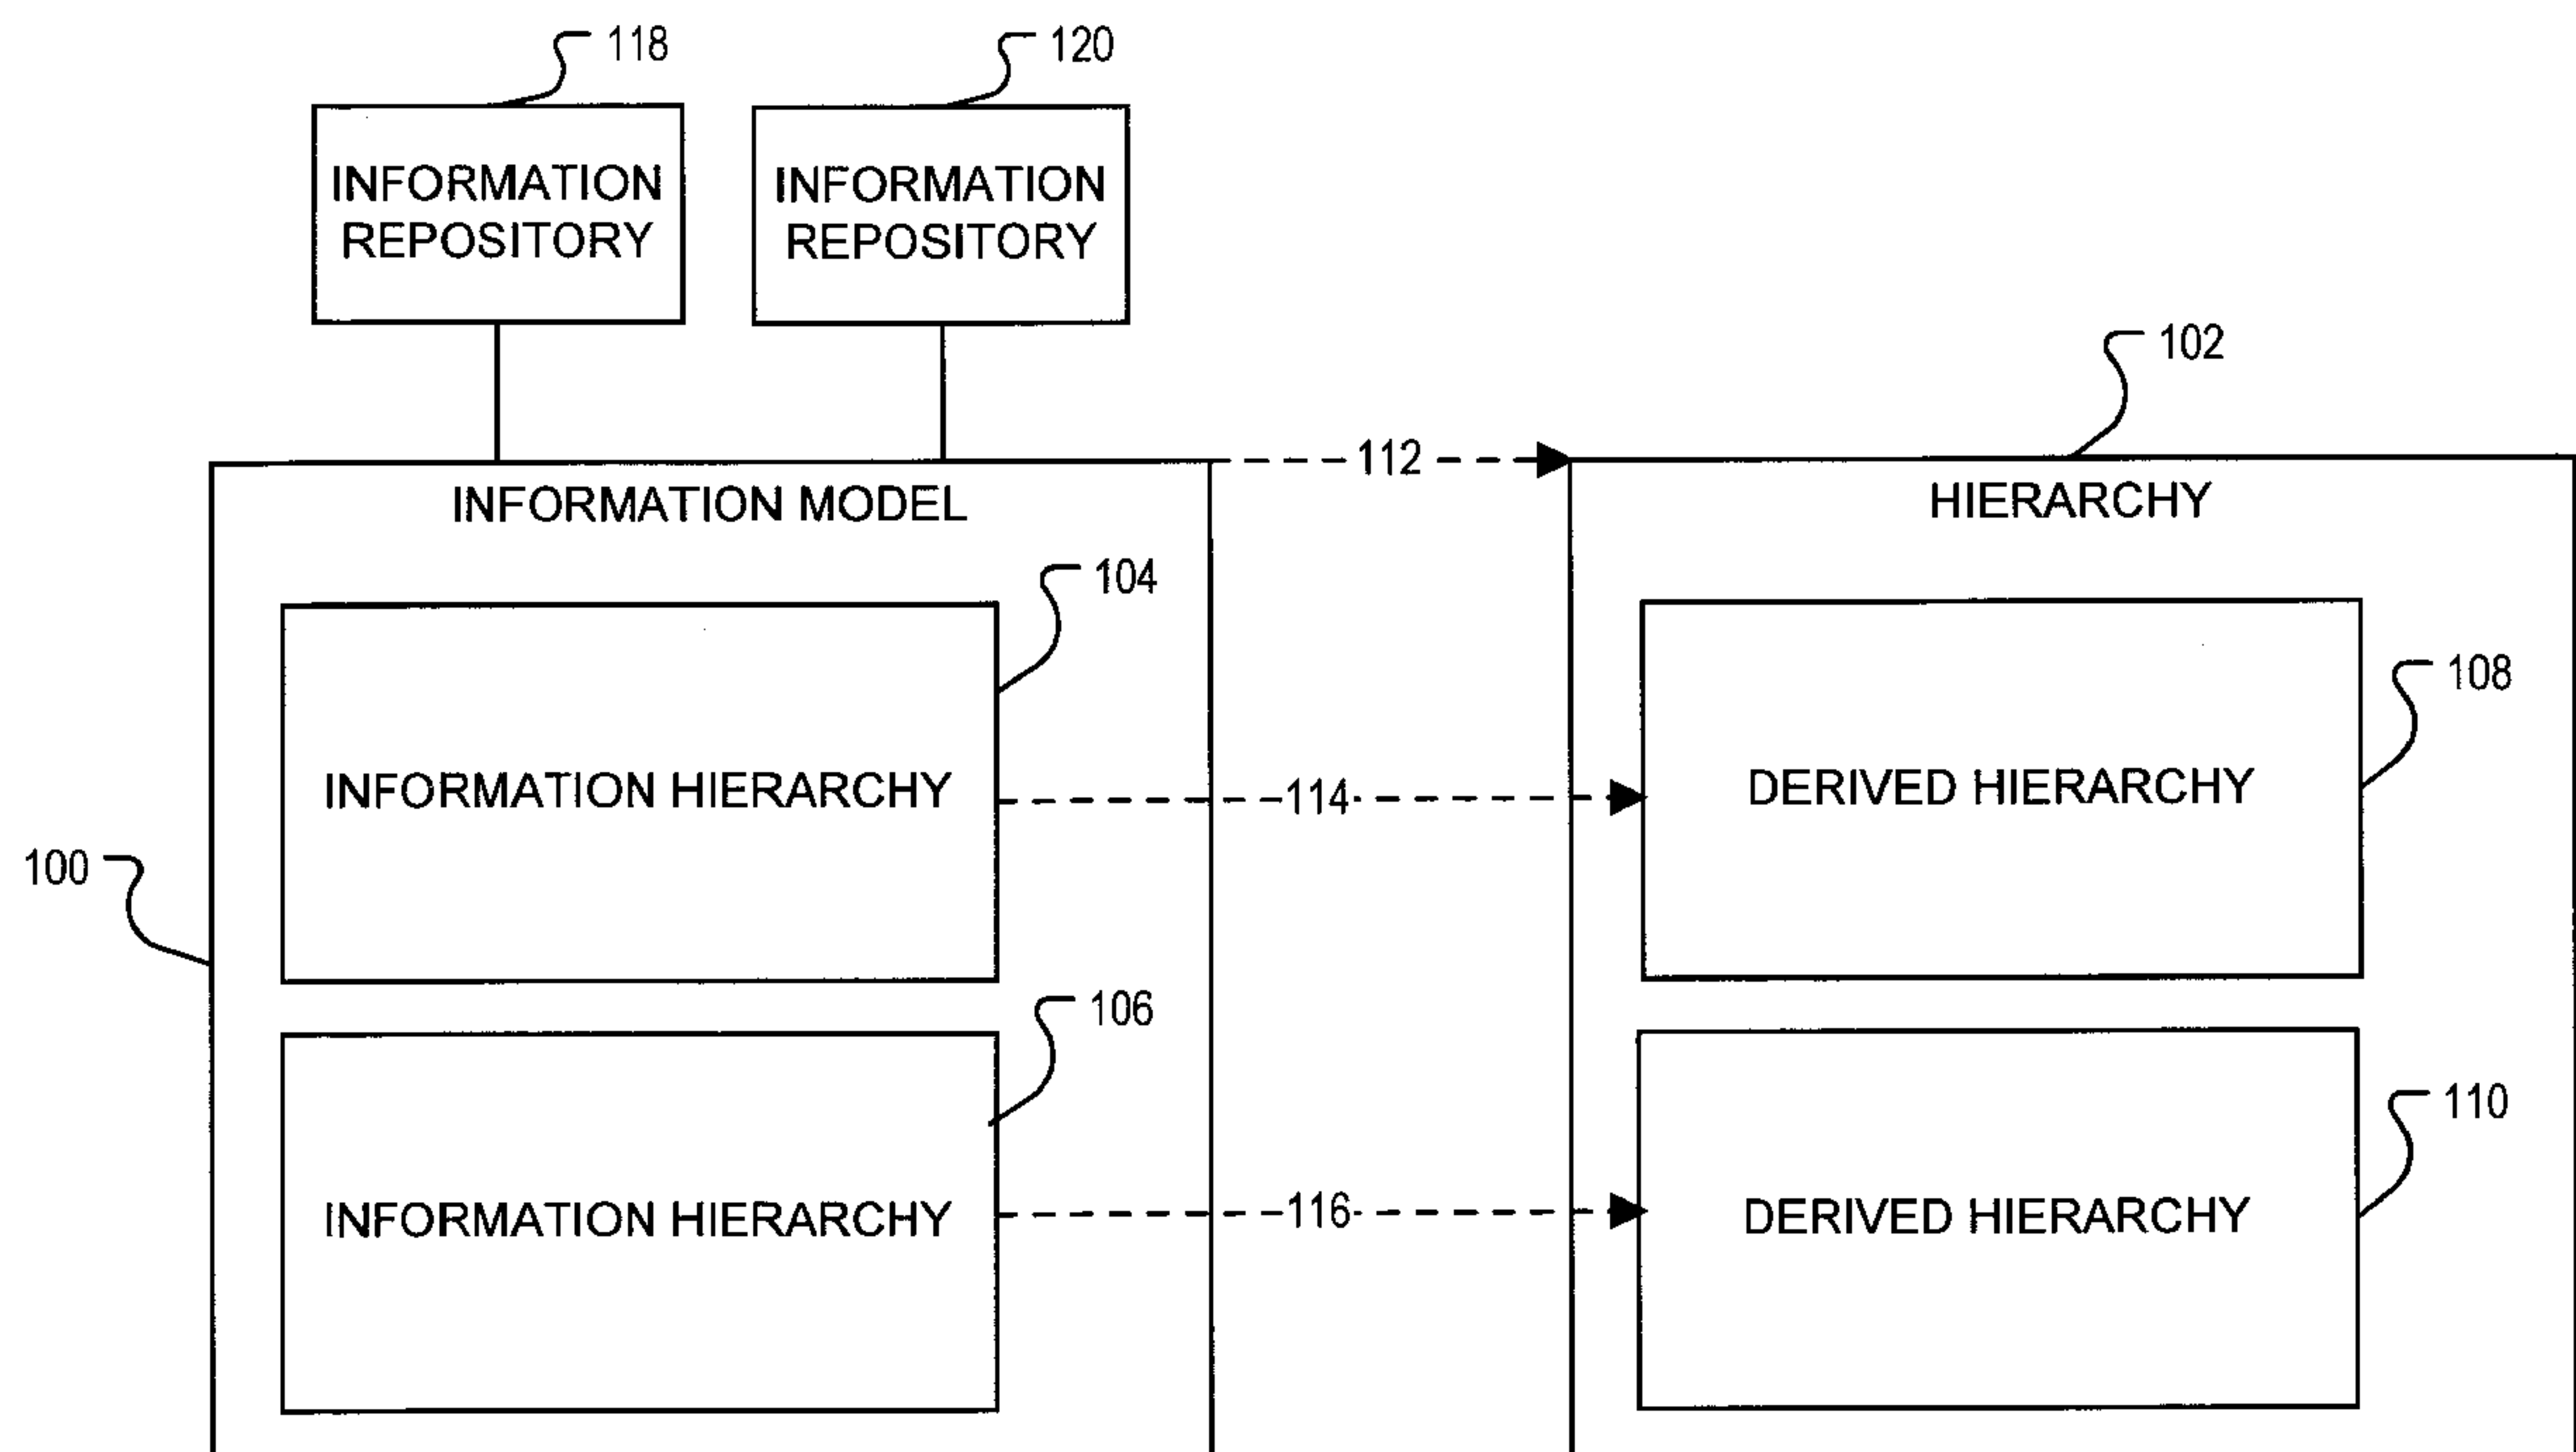 118
120
INFORMATION
REPOSITORY
INFORMATION
REPOSITORY
102
112
INFORMATION MODEL
HIERARCHY
104
108
INFORMATION HIERARCHY
114
DERIVED HIERARCHY
100
106
110
INFORMATION HIERARCHY
116
DERIVED HIERARCHY